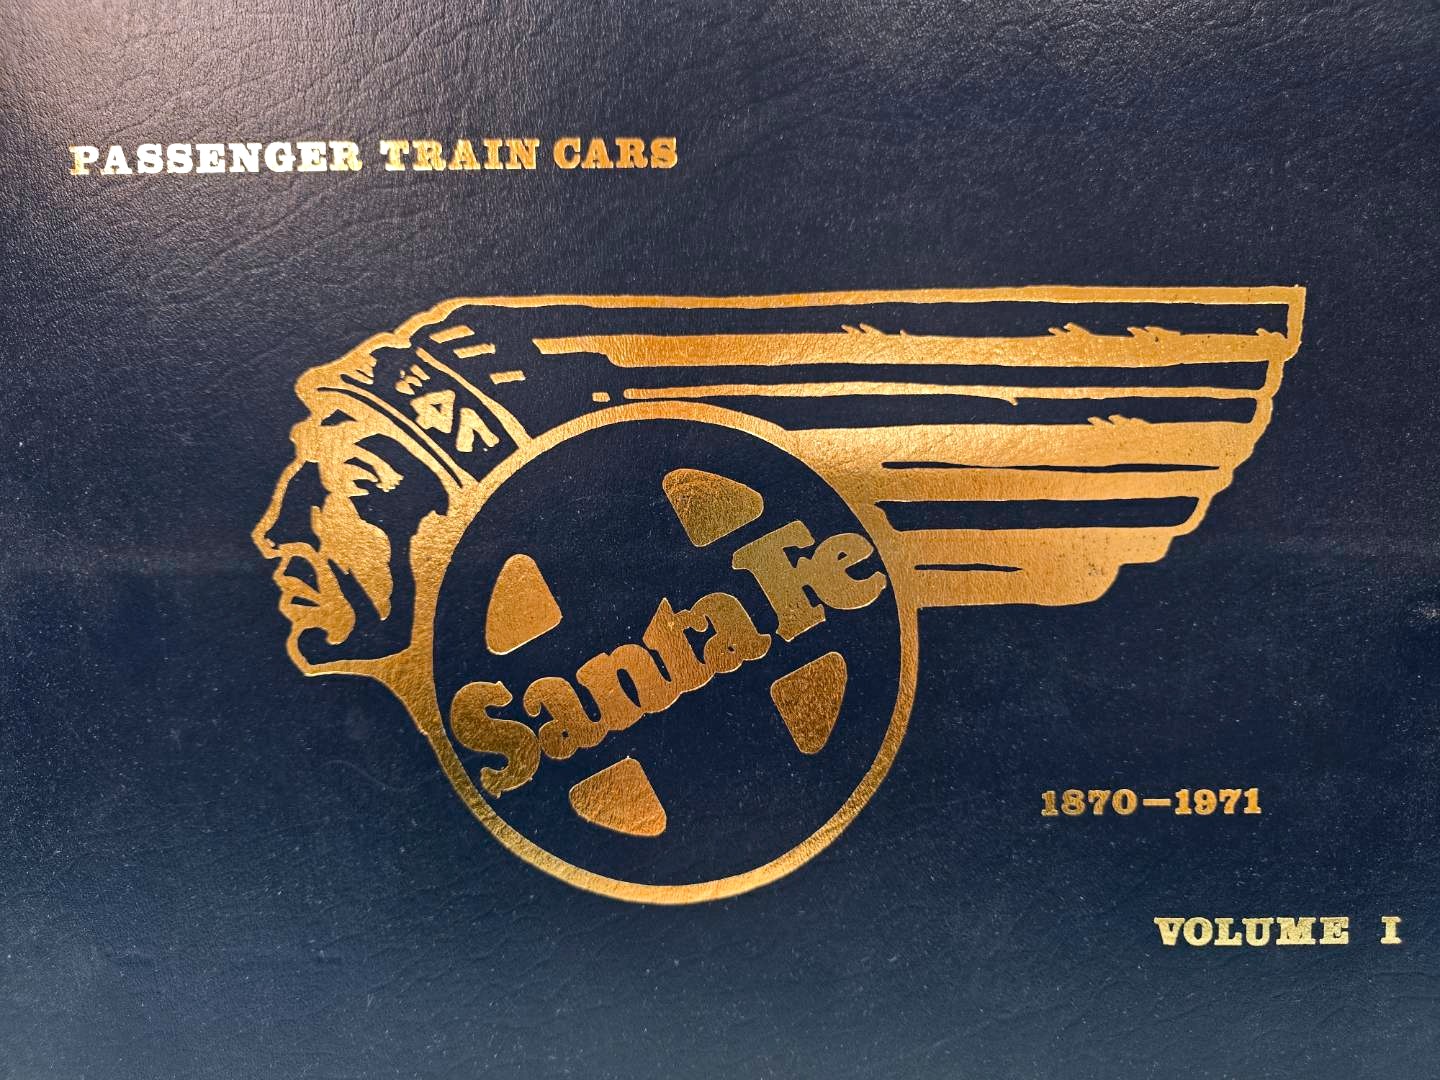 PASSENGER TRAIN CARS
Santa Fe
1870–1971
VOLUME I